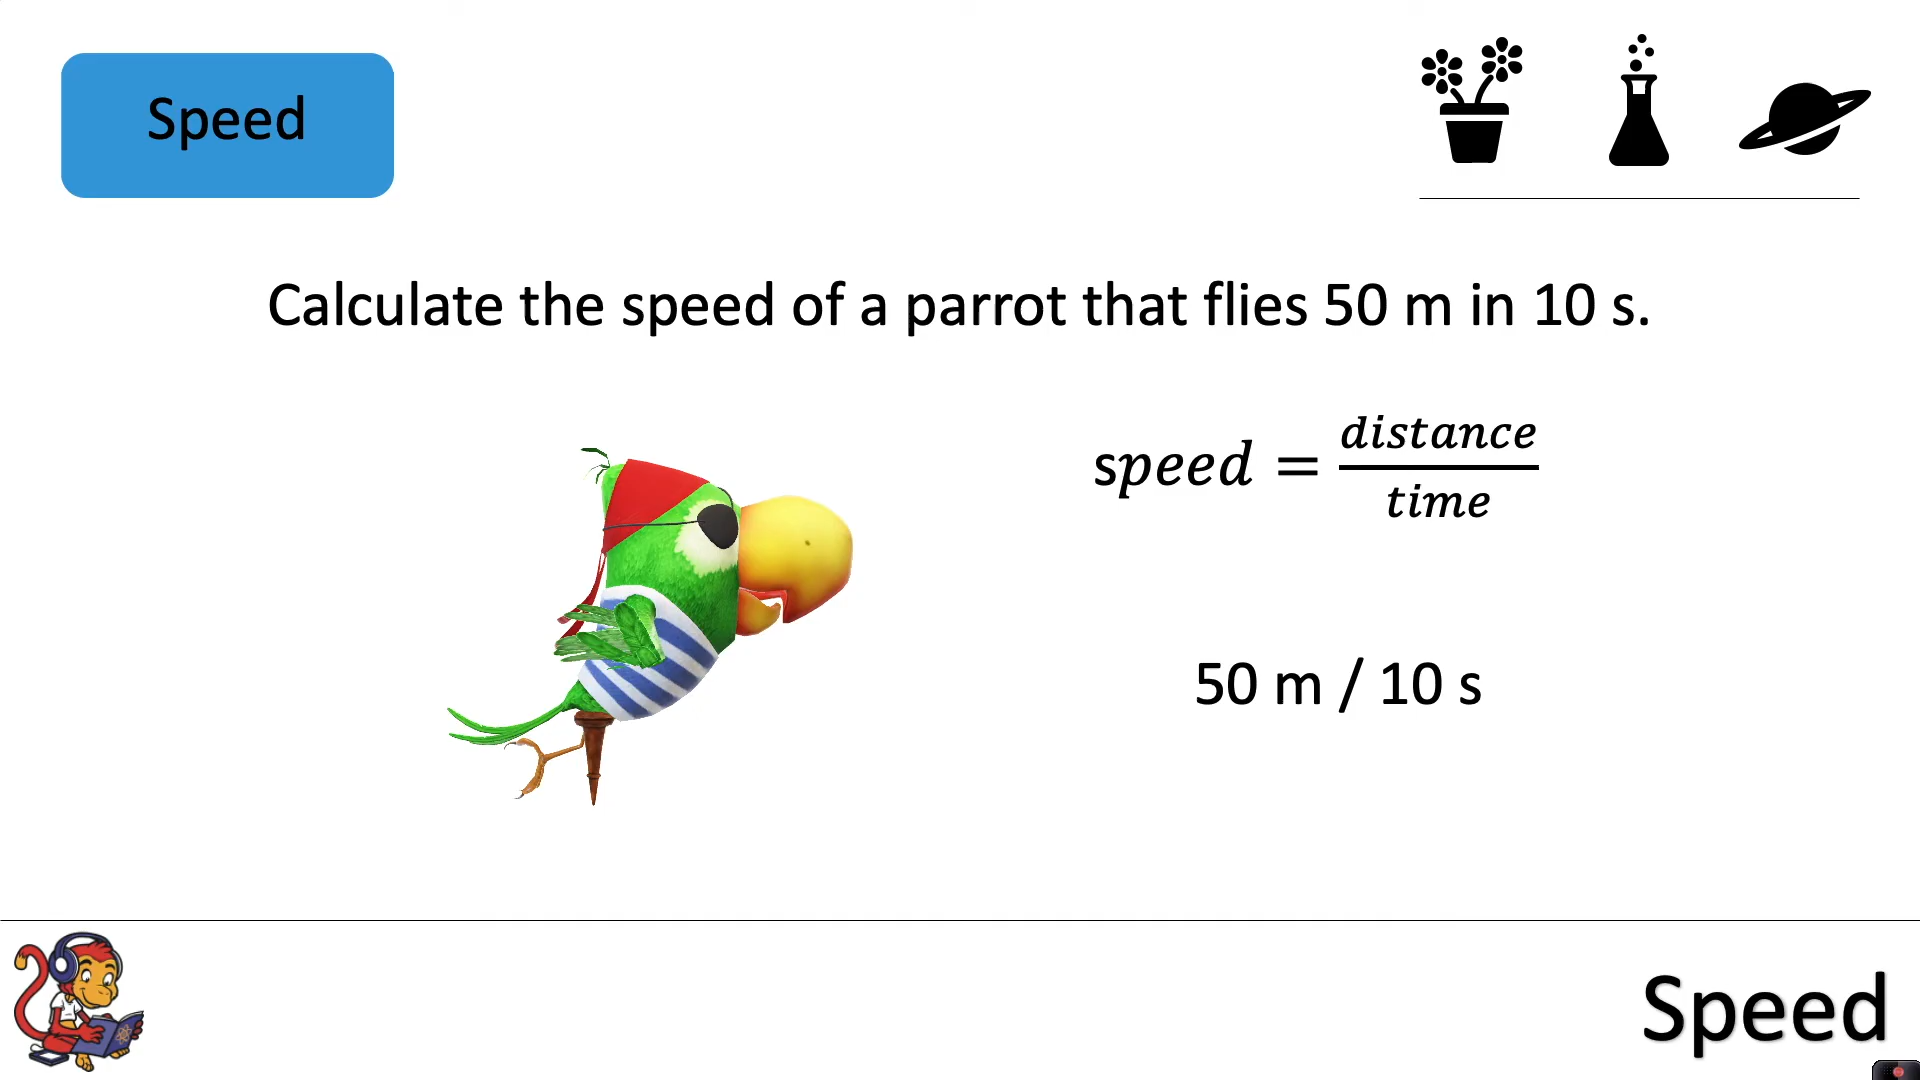 Speed
Calculate the speed of a parrot that flies 50 m in 10 s.
speed = distance
time
50 m / 10 s
Speed